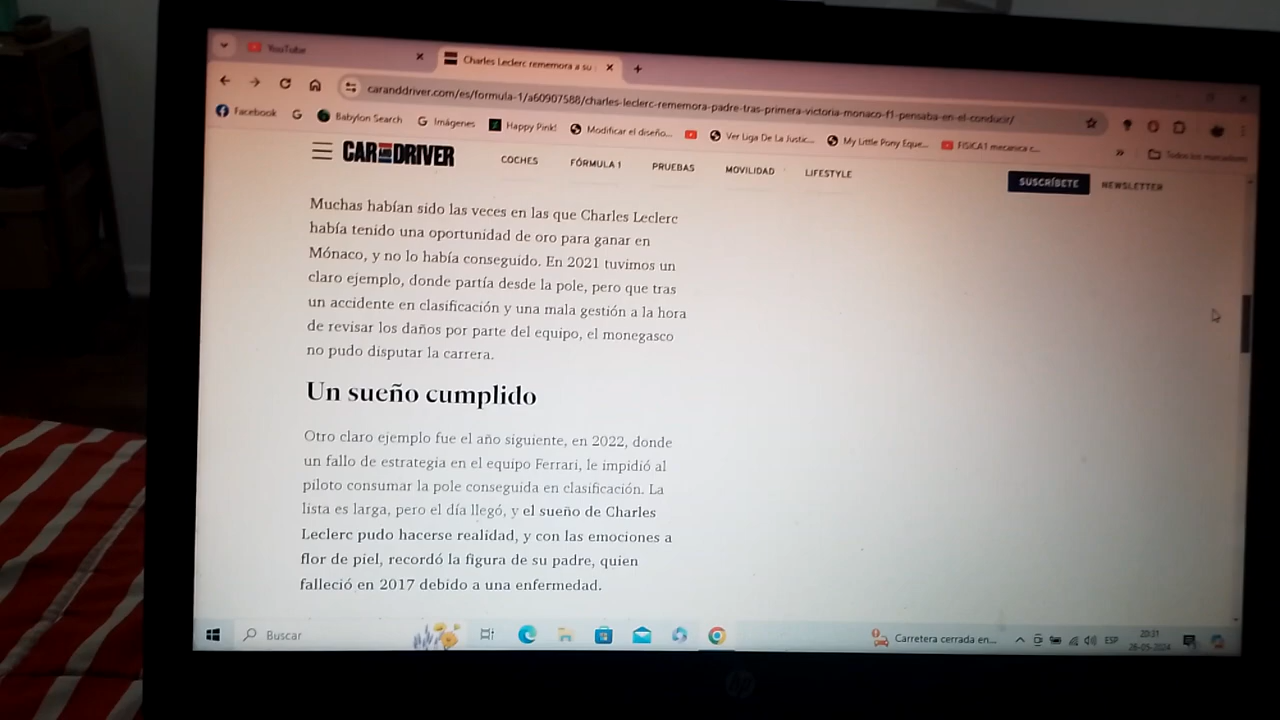 YouTube
Charles Leclerc rememora a su
caranddriver.com/es/formula-1/a60907588/charles-leclerc-rememora-padre-tras-primera-victoria-monaco-f1-pensaba-en-el-conducir/
Facebook G Babylon Search G Imágenes Happy Pink! Modificar el diseño... Ver Liga De La Justic... My Little Pony Eque... FISICA1 mecanica c... » Todos los marcadores
CAR AND DRIVER COCHES FÓRMULA 1 PRUEBAS MOVILIDAD LIFESTYLE SUSCRÍBETE NEWSLETTER
Muchas habían sido las veces en las que Charles Leclerc
había tenido una oportunidad de oro para ganar en
Mónaco, y no lo había conseguido. En 2021 tuvimos un
claro ejemplo, donde partía desde la pole, pero que tras
un accidente en clasificación y una mala gestión a la hora
de revisar los daños por parte del equipo, el monegasco
no pudo disputar la carrera.
Un sueño cumplido
Otro claro ejemplo fue el año siguiente, en 2022, donde
un fallo de estrategia en el equipo Ferrari, le impidió al
piloto consumar la pole conseguida en clasificación. La
lista es larga, pero el día llegó, y el sueño de Charles
Leclerc pudo hacerse realidad, y con las emociones a
flor de piel, recordó la figura de su padre, quien
falleció en 2017 debido a una enfermedad.
Buscar Carretera cerrada en... ESP 20:31
26-05-2024
hp